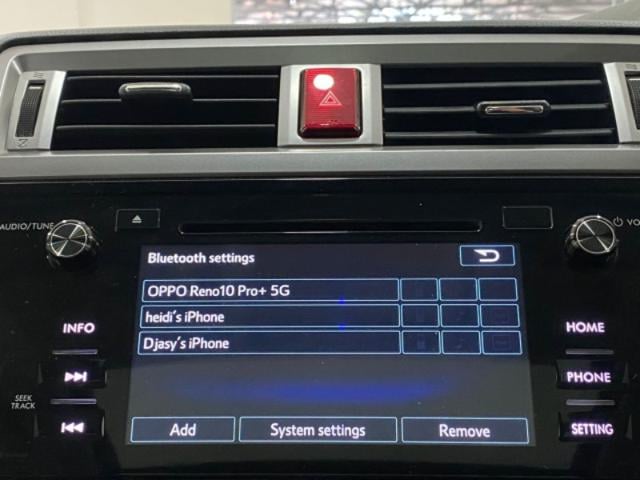 AUDIO/TUNE
VO
Bluetooth settings
OPPO Reno10 Pro+ 5G
heidi's iPhone
Djasy's iPhone
Add
System settings
Remove
INFO
SEEK
TRACK
HOME
PHONE
SETTING